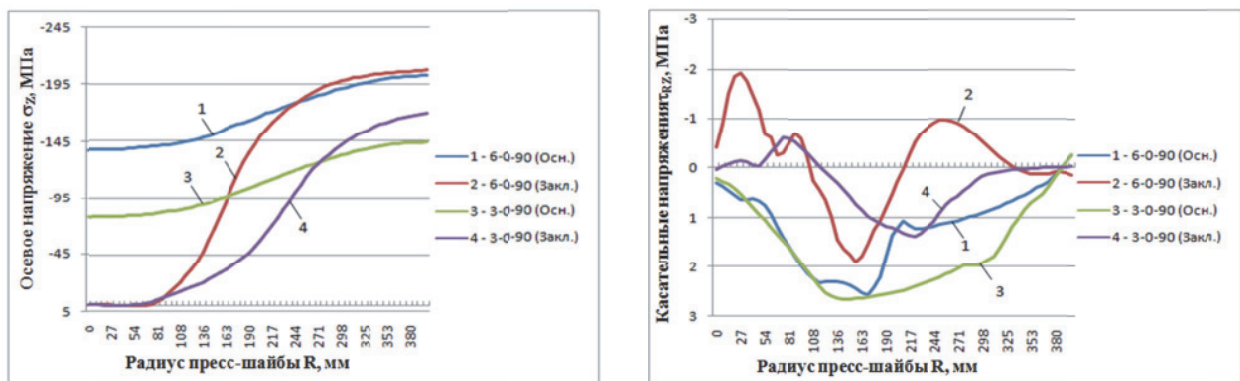 Осевое напряжение σZ, МПа
-245
-195
-145
-95
-45
5
1
2
3
4
0 27 54 81 108 136 163 190 217 244 271 298 325 353 380
Радиус пресс-шайбы R, мм
1 - 6-0-90 (Осн.)
2 - 6-0-90 (Закл.)
3 - 3-0-90 (Осн.)
4 - 3-0-90 (Закл.)
Касательные напряженияτRZ, МПа
-3
-2
-1
0
1
2
3
2
4
1
3
0 27 54 81 108 136 163 190 217 244 271 298 325 353 380
Радиус пресс-шайбы R, мм
1 - 6-0-90 (Осн.)
2 - 6-0-90 (Закл.)
3 - 3-0-90 (Осн.)
4 - 3-0-90 (Закл.)